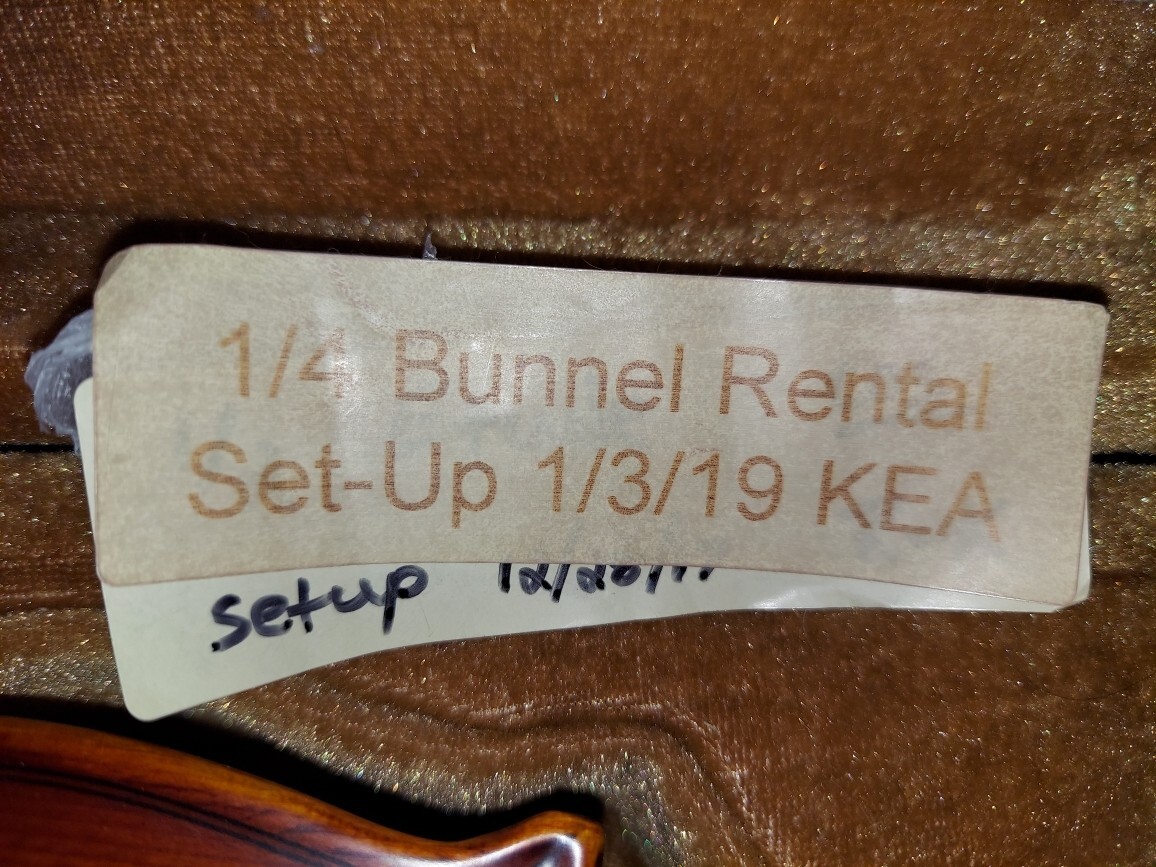 1/4 Bunnel Rental
Set-Up 1/3/19 KEA
setup